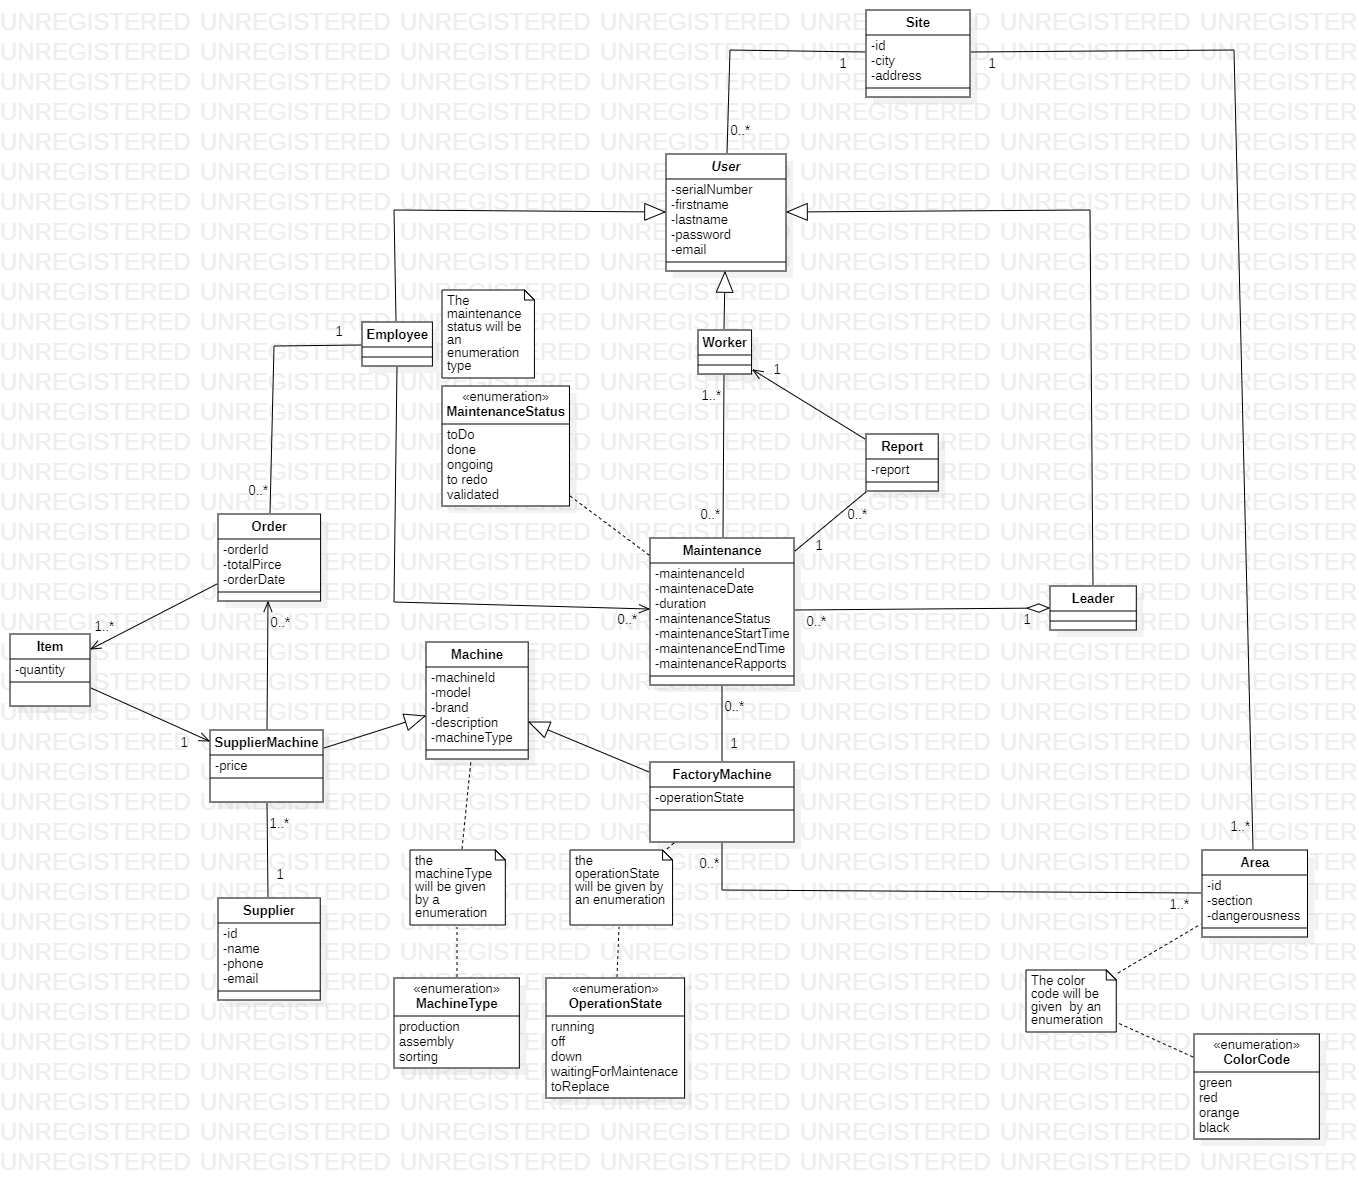 Site
-id
-city
-address
1
1
0..*
User
-serialNumber
-firstname
-lastname
-password
-email
The
maintenance
status will be
an
enumeration
type
1
Employee
Worker
1
1..*
«enumeration»
MaintenanceStatus
toDo
done
ongoing
to redo
validated
Report
-report
0..*
0..*
0..*
1
Order
-orderId
-totalPirce
-orderDate
Maintenance
-maintenanceId
-maintenaceDate
-duration
-maintenanceStatus
-maintenanceStartTime
-maintenanceEndTime
-maintenanceRapports
0..*
0..*
1
Leader
1..*
0..*
Item
-quantity
Machine
-machineId
-model
-brand
-description
-machineType
0..*
1
1
SupplierMachine
-price
FactoryMachine
-operationState
1..*
1
0..*
1..*
1..*
Area
-id
-section
-dangerousness
the
machineType
will be given
by a
enumeration
the
operationState
will be given by
an enumeration
Supplier
-id
-name
-phone
-email
«enumeration»
MachineType
production
assembly
sorting
«enumeration»
OperationState
running
off
down
waitingForMaintenace
toReplace
The color
code will be
given  by an
enumeration
«enumeration»
ColorCode
green
red
orange
black
UNREGISTERED